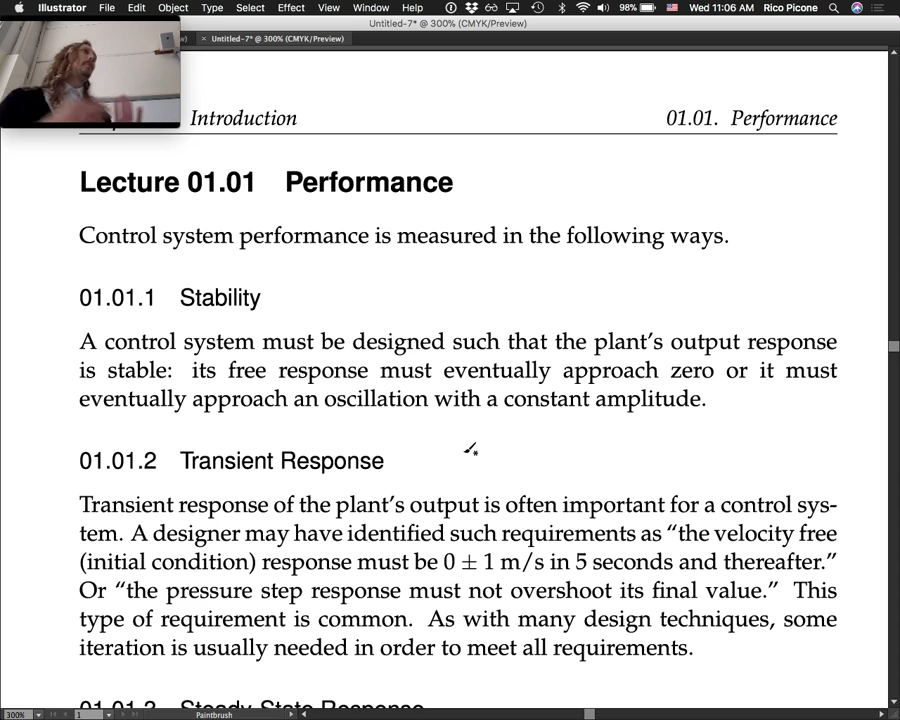 Illustrator File Edit Object Type Select Effect View Window Help 98% Wed 11:06 AM Rico Picone
Untitled-7* @ 300% (CMYK/Preview)
× Untitled-7* @ 300% (CMYK/Preview)
Introduction 01.01. Performance
Lecture 01.01 Performance
Control system performance is measured in the following ways.
01.01.1 Stability
A control system must be designed such that the plant's output response
is stable: its free response must eventually approach zero or it must
eventually approach an oscillation with a constant amplitude.
01.01.2 Transient Response
Transient response of the plant's output is often important for a control sys-
tem. A designer may have identified such requirements as “the velocity free
(initial condition) response must be 0 ± 1 m/s in 5 seconds and thereafter.”
Or “the pressure step response must not overshoot its final value.” This
type of requirement is common. As with many design techniques, some
iteration is usually needed in order to meet all requirements.
01.01.3 Steady-State Response
300% 1 Paintbrush